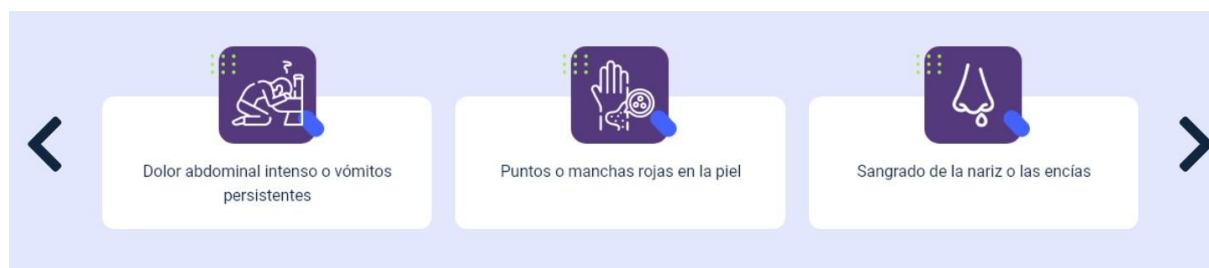 Dolor abdominal intenso o vómitos
persistentes
Puntos o manchas rojas en la piel
Sangrado de la nariz o las encías